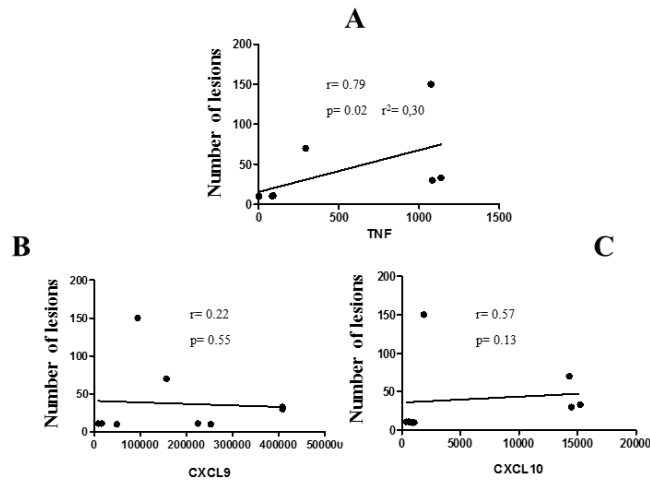 A
Number of lesions
200
150
100
50
0
r= 0.79
p= 0.02 r²= 0,30
0 500 1000 1500
TNF
B
Number of lesions
200
150
100
50
0
r= 0.22
p= 0.55
0 100000 200000 300000 400000 50000u
CXCL9
C
Number of lesions
200
150
100
50
0
r= 0.57
p= 0.13
0 5000 10000 15000 20000
CXCL10